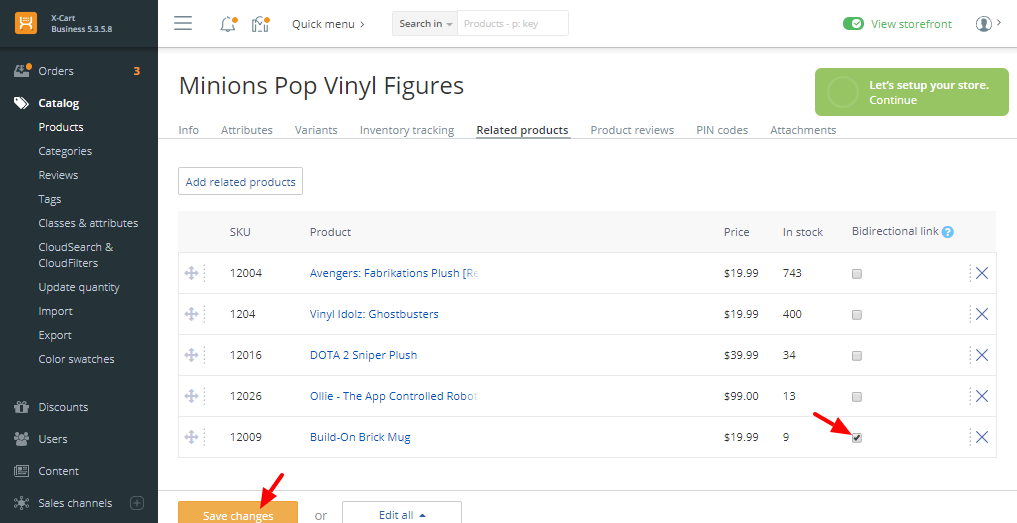 X-Cart
Business 5.3.5.8
Quick menu
Search in
Products - p: key
View storefront
Orders 3
Catalog
Products
Categories
Reviews
Tags
Classes & attributes
CloudSearch &
CloudFilters
Update quantity
Import
Export
Color swatches
Discounts
Users
Content
Sales channels
Minions Pop Vinyl Figures
Let's setup your store.
Continue
Info Attributes Variants Inventory tracking Related products Product reviews PIN codes Attachments
Add related products
SKU Product Price In stock Bidirectional link ?
12004 Avengers: Fabrikations Plush [Re $19.99 743
1204 Vinyl Idolz: Ghostbusters $19.99 400
12016 DOTA 2 Sniper Plush $39.99 34
12026 Ollie - The App Controlled Robot $99.00 13
12009 Build-On Brick Mug $19.99 9
Save changes or Edit all